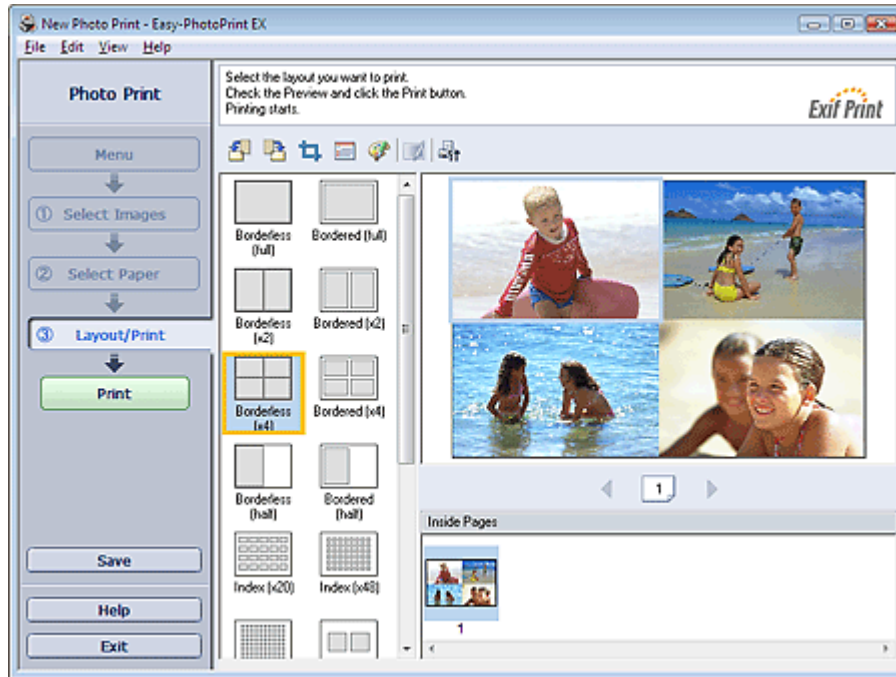 New Photo Print - Easy-PhotoPrint EX
File Edit View Help
Photo Print
Select the layout you want to print.
Check the Preview and click the Print button.
Printing starts.
Exif Print
Menu
① Select Images
② Select Paper
③ Layout/Print
Print
Save
Help
Exit
Borderless (full)
Bordered (full)
Borderless (x2)
Bordered (x2)
Borderless (x4)
Bordered (x4)
Borderless (half)
Bordered (half)
Index (x20)
Index (x48)
1
Inside Pages
1